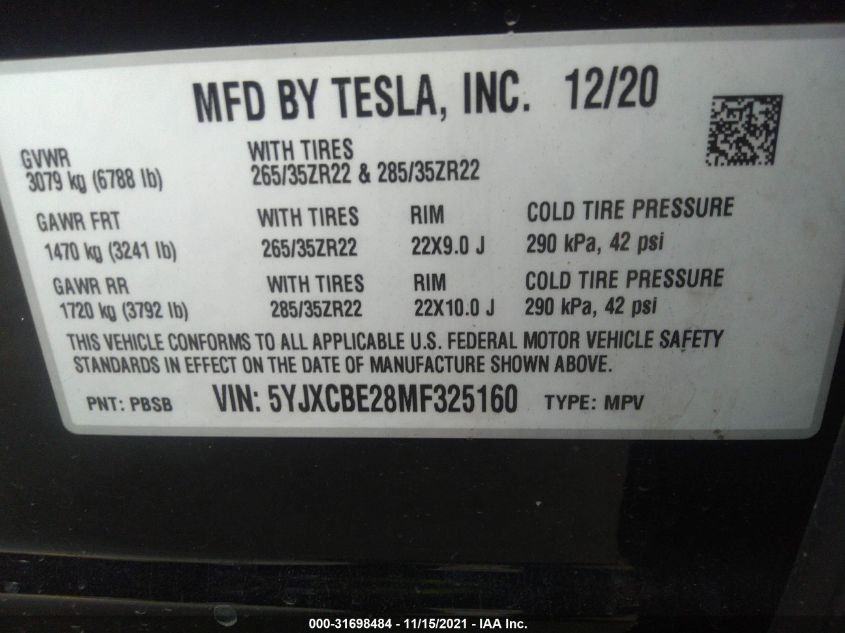 MFD BY TESLA, INC. 12/20
GVWR WITH TIRES
3079 kg (6788 lb) 265/35ZR22 & 285/35ZR22
GAWR FRT WITH TIRES RIM COLD TIRE PRESSURE
1470 kg (3241 lb) 265/35ZR22 22X9.0 J 290 kPa, 42 psi
GAWR RR WITH TIRES RIM COLD TIRE PRESSURE
1720 kg (3792 lb) 285/35ZR22 22X10.0 J 290 kPa, 42 psi
THIS VEHICLE CONFORMS TO ALL APPLICABLE U.S. FEDERAL MOTOR VEHICLE SAFETY
STANDARDS IN EFFECT ON THE DATE OF MANUFACTURE SHOWN ABOVE.
PNT: PBSB VIN: 5YJXCBE28MF325160 TYPE: MPV
000-31698484 - 11/15/2021 - IAA Inc.